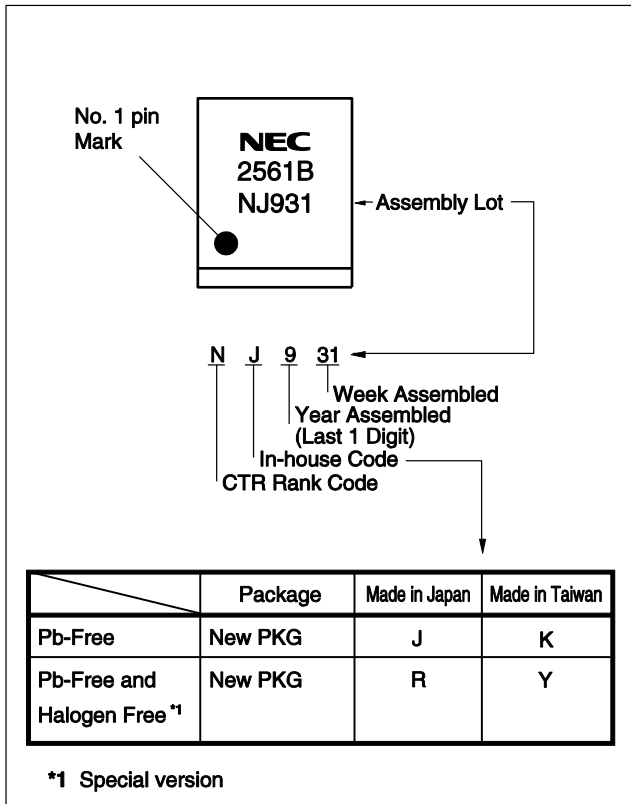 No. 1 pin
Mark
NEC
2561B
NJ931
Assembly Lot
N J 9 31
Week Assembled
Year Assembled
(Last 1 Digit)
In-house Code
CTR Rank Code
Package Made in Japan Made in Taiwan
Pb-Free New PKG J K
Pb-Free and New PKG R Y
Halogen Free *1
*1 Special version